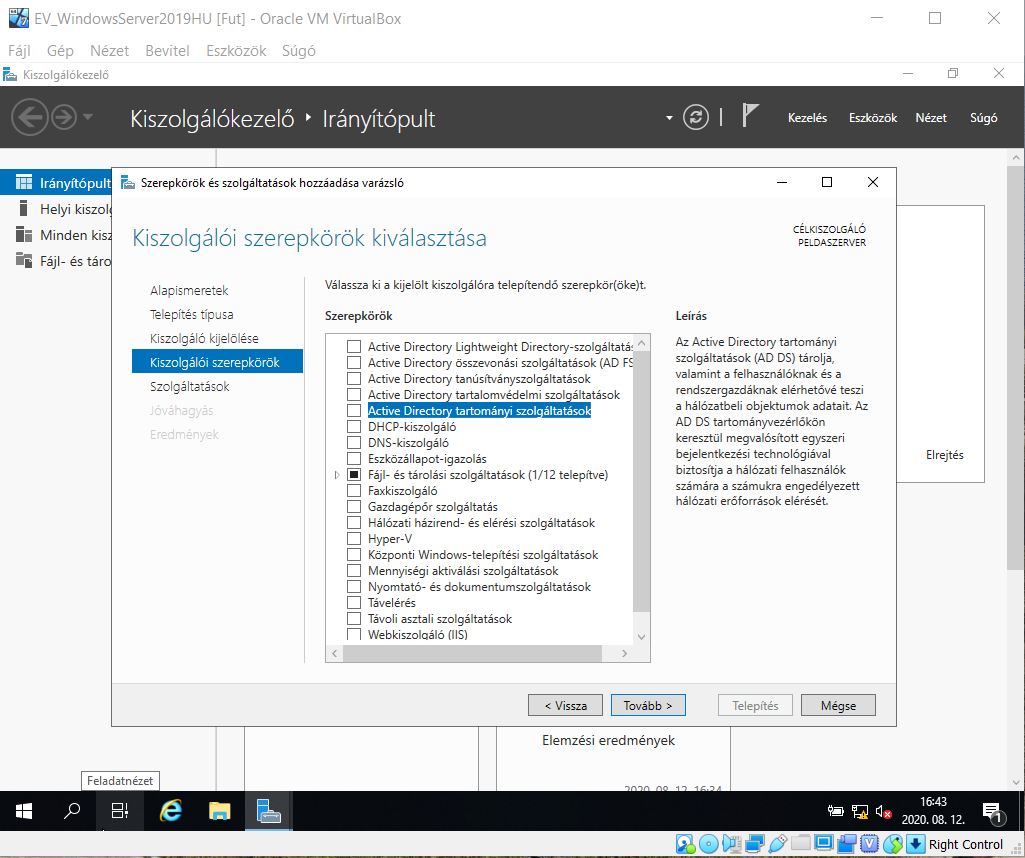 EV_WindowsServer2019HU [Fut] - Oracle VM VirtualBox
Fájl Gép Nézet Bevitel Eszközök Súgó
Kiszolgálókezelő
Kiszolgálókezelő Irányítópult
Kezelés Eszközök Nézet Súgó
Irányítópult
Helyi kiszolg
Minden kisz
Fájl- és táro
Szerepkörök és szolgáltatások hozzáadása varázsló
Kiszolgálói szerepkörök kiválasztása
CÉLKISZOLGÁLÓ
PELDASZERVER
Alapismeretek
Telepítés típusa
Kiszolgáló kijelölése
Kiszolgálói szerepkörök
Szolgáltatások
Jóváhagyás
Eredmények
Válassza ki a kijelölt kiszolgálóra telepítendő szerepkör(öke)t.
Szerepkörök
Active Directory Lightweight Directory-szolgáltatás
Active Directory összevonási szolgáltatások (AD FS
Active Directory tanúsítványszolgáltatások
Active Directory tartalomvédelmi szolgáltatások
Active Directory tartományi szolgáltatások
DHCP-kiszolgáló
DNS-kiszolgáló
Eszközállapot-igazolás
Fájl- és tárolási szolgáltatások (1/12 telepítve)
Faxkiszolgáló
Gazdagépőr szolgáltatás
Hálózati házirend- és elérési szolgáltatások
Hyper-V
Központi Windows-telepítési szolgáltatások
Mennyiségi aktiválási szolgáltatások
Nyomtató- és dokumentumszolgáltatások
Távelérés
Távoli asztali szolgáltatások
Webkiszolgáló (IIS)
Leírás
Az Active Directory tartományi
szolgáltatások (AD DS) tárolja,
valamint a felhasználóknak és a
rendszergazdáknak elérhetővé teszi
a hálózatbeli objektumok adatait. Az
AD DS tartományvezérlőkön
keresztül megvalósított egyszeri
bejelentkezési technológiával
biztosítja a hálózati felhasználók
számára a számukra engedélyezett
hálózati erőforrások elérését.
Elrejtés
< Vissza Tovább > Telepítés Mégse
Elemzési eredmények
2020. 08. 12. 16:34
Feladatnézet
16:43
2020. 08. 12.
1
Right Control